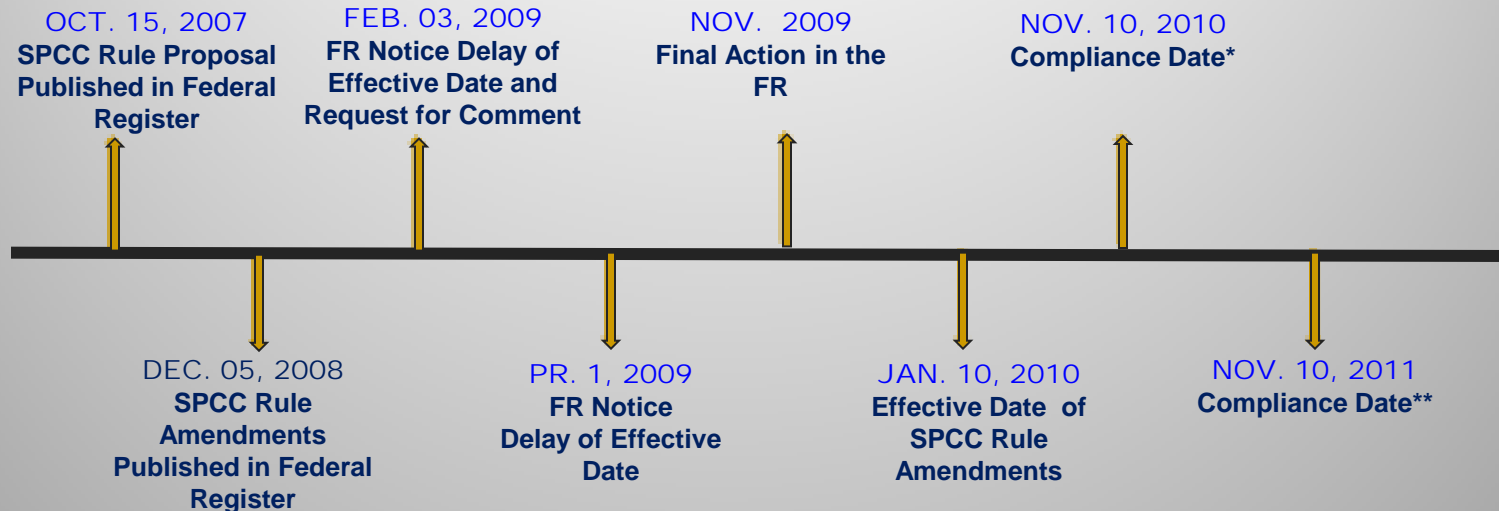 OCT. 15, 2007
SPCC Rule Proposal
Published in Federal
Register
FEB. 03, 2009
FR Notice Delay of
Effective Date and
Request for Comment
NOV. 2009
Final Action in the
FR
NOV. 10, 2010
Compliance Date*
DEC. 05, 2008
SPCC Rule
Amendments
Published in Federal
Register
PR. 1, 2009
FR Notice
Delay of Effective
Date
JAN. 10, 2010
Effective Date of
SPCC Rule
Amendments
NOV. 10, 2011
Compliance Date**